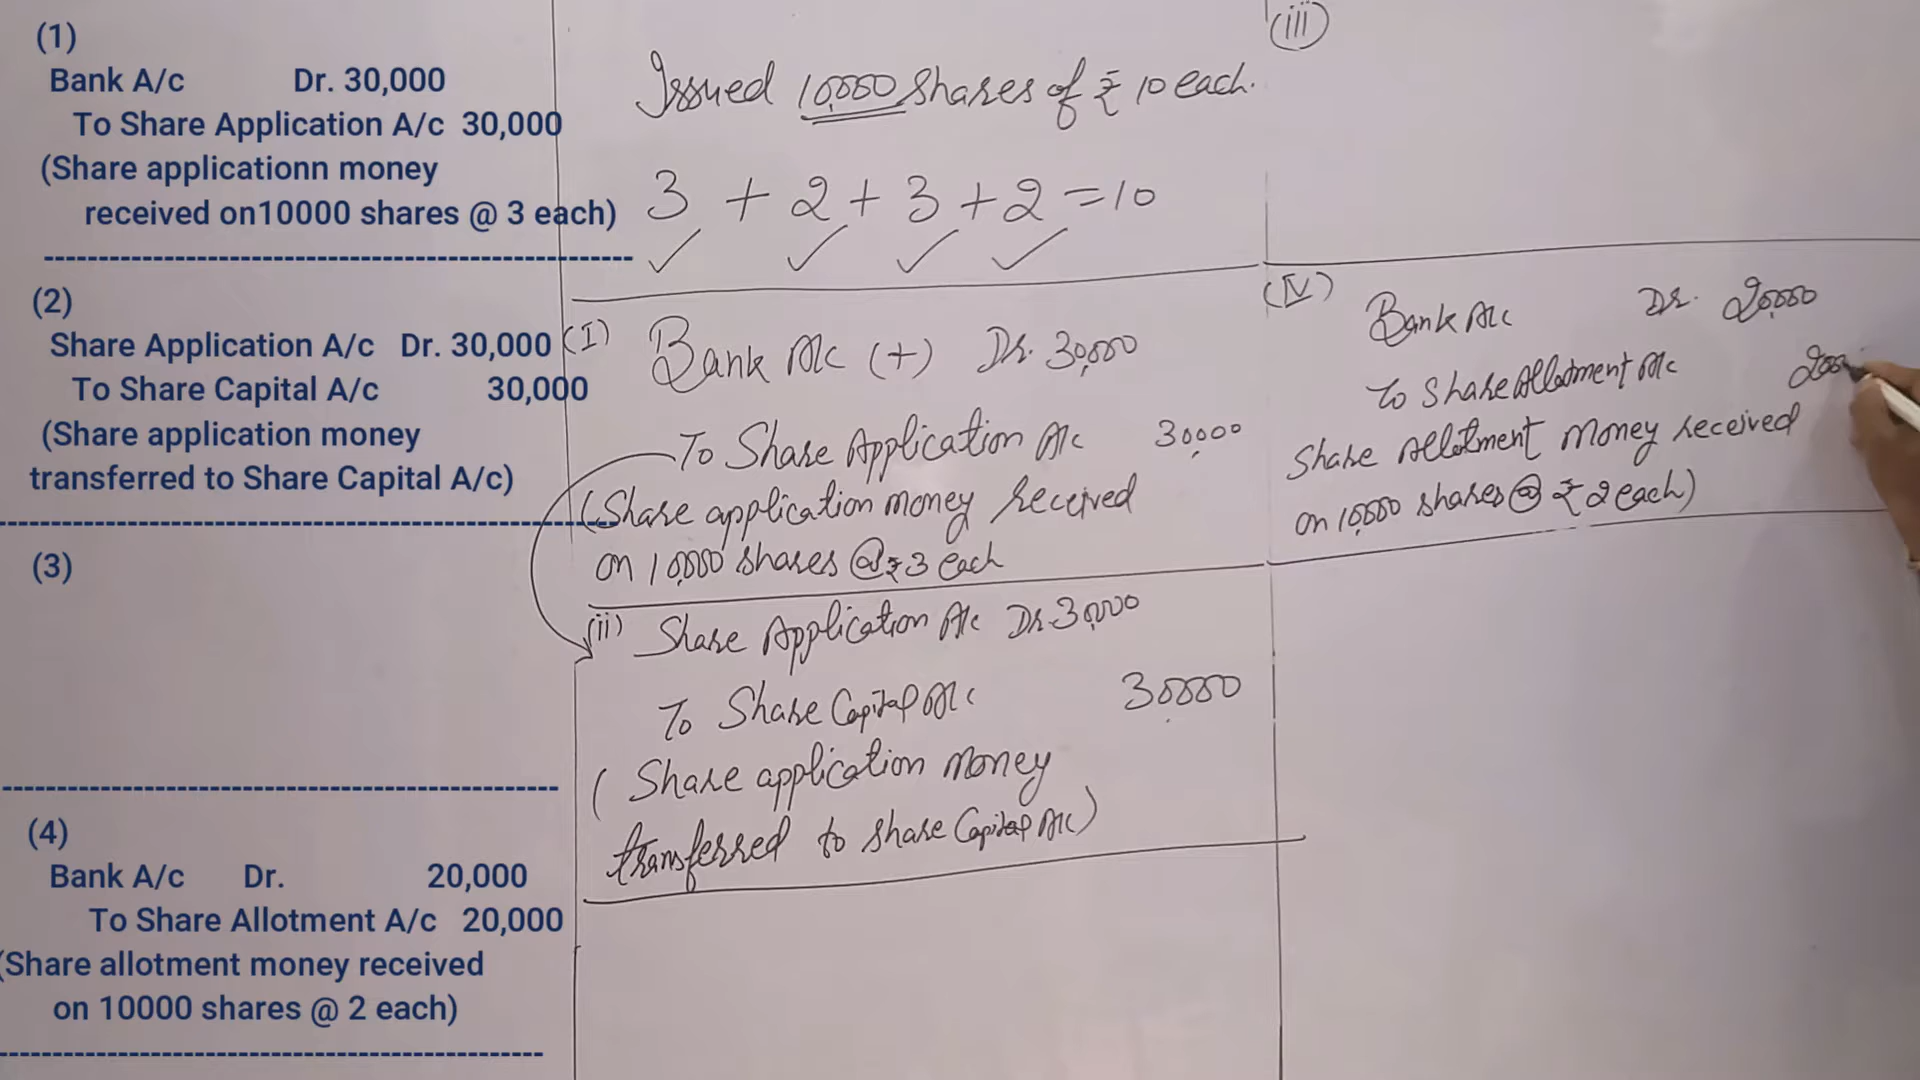 (1)
Bank A/c Dr. 30,000
To Share Application A/c 30,000
(Share applicationn money
received on10000 shares @ 3 each)
(2)
Share Application A/c Dr. 30,000
To Share Capital A/c 30,000
(Share application money
transferred to Share Capital A/c)
(3)
(4)
Bank A/c Dr. 20,000
To Share Allotment A/c 20,000
(Share allotment money received
on 10000 shares @ 2 each)
Issued 10,000 shares of ₹ 10 each.
3 + 2 + 3 + 2 = 10
(I) Bank A/c (+) Dr. 30,000
To Share Application A/c 30,000
(Share application money received
on 10,000 shares @ ₹ 3 each
(ii) Share Application A/c Dr. 30,000
To Share Capital A/c 30,000
( Share application money
transferred to share Capital A/c)
(iii)
(IV) Bank A/c Dr. 20,000
To Share Allotment A/c
Share Allotment money received
on 10,000 shares @ ₹ 2 each)